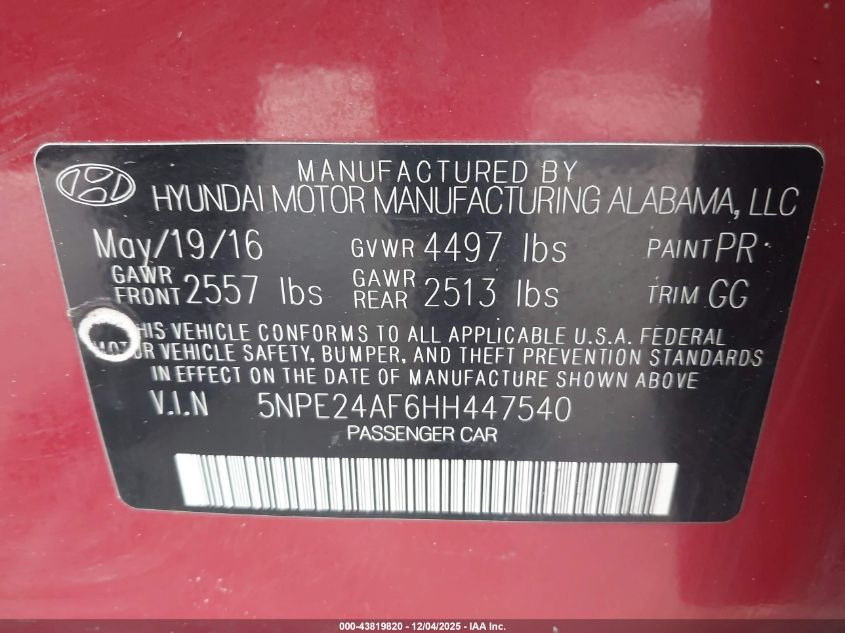 MANUFACTURED BY
HYUNDAI MOTOR MANUFACTURING ALABAMA, LLC
May/19/16 GVWR 4497 lbs PAINT PR
GAWR FRONT 2557 lbs GAWR REAR 2513 lbs TRIM GG
THIS VEHICLE CONFORMS TO ALL APPLICABLE U.S.A. FEDERAL
MOTOR VEHICLE SAFETY, BUMPER, AND THEFT PREVENTION STANDARDS
IN EFFECT ON THE DATE OF MANUFACTURE SHOWN ABOVE
V.I.N 5NPE24AF6HH447540
PASSENGER CAR
000-43819820 - 12/04/2025 - IAA Inc.